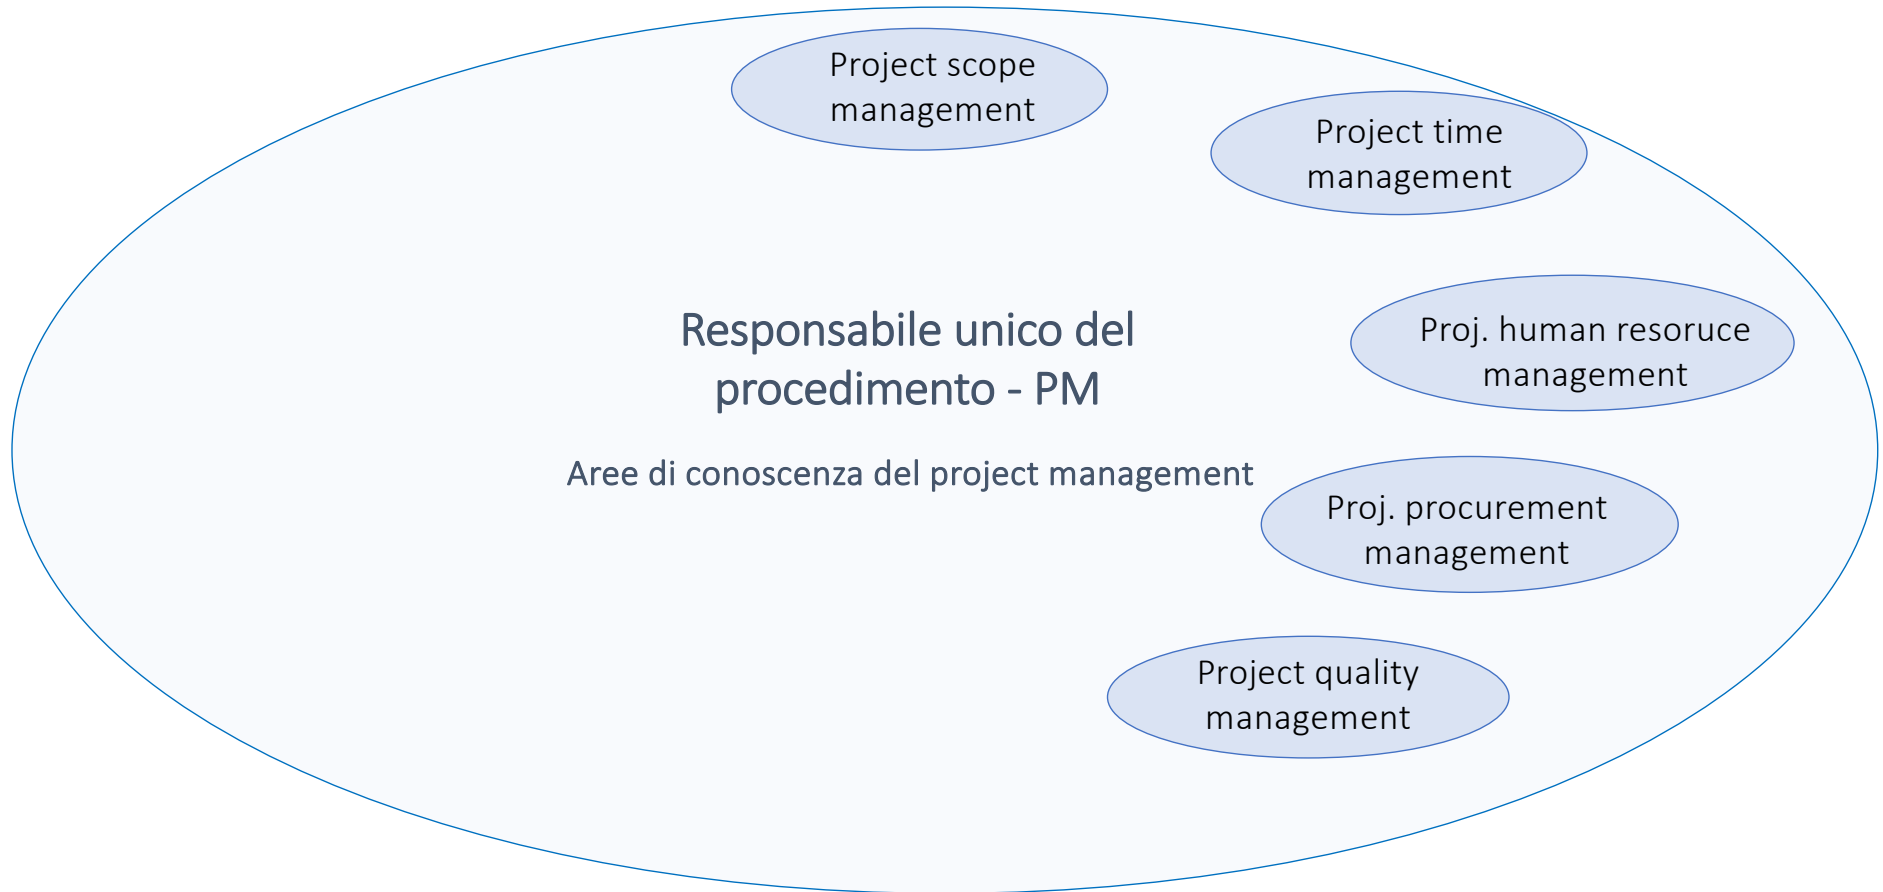 Project scope
management
Project time
management
Responsabile unico del
procedimento - PM
Proj. human resoruce
management
Aree di conoscenza del project management
Proj. procurement
management
Project quality
management